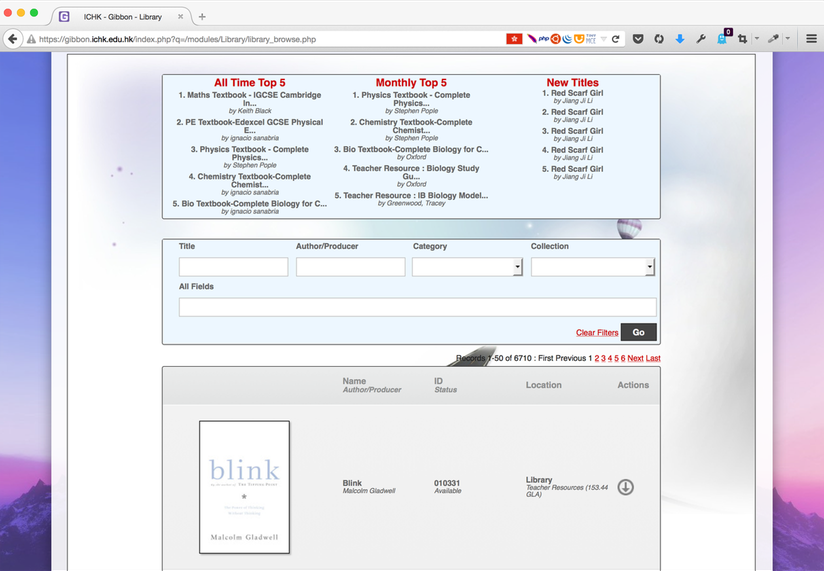 ICHK - Gibbon - Library
https://gibbon.ichk.edu.hk/index.php?q=/modules/Library/library_browse.php
php
0
All Time Top 5
1. Maths Textbook - IGCSE Cambridge
In...
by Keith Black
2. PE Textbook-Edexcel GCSE Physical
E...
by ignacio sanabria
3. Physics Textbook - Complete
Physics...
by Stephen Pople
4. Chemistry Textbook-Complete
Chemist...
by ignacio sanabria
5. Bio Textbook-Complete Biology for C...
by ignacio sanabria
Monthly Top 5
1. Physics Textbook - Complete
Physics...
by Stephen Pople
2. Chemistry Textbook-Complete
Chemist...
by Stephen Pople
3. Bio Textbook-Complete Biology for C...
by Oxford
4. Teacher Resource : Biology Study
Gu...
by Oxford
5. Teacher Resource : IB Biology Model...
by Greenwood, Tracey
New Titles
1. Red Scarf Girl
by Jiang Ji Li
2. Red Scarf Girl
by Jiang Ji Li
3. Red Scarf Girl
by Jiang Ji Li
4. Red Scarf Girl
by Jiang Ji Li
5. Red Scarf Girl
by Jiang Ji Li
Title Author/Producer Category Collection
All Fields
Clear Filters Go
Records 1-50 of 6710 : First Previous 1 2 3 4 5 6 Next Last
Name ID Location Actions
Author/Producer Status
blink
Malcolm Gladwell
Blink 010331 Library
Malcolm Gladwell Available Teacher Resources (153.44
GLA)